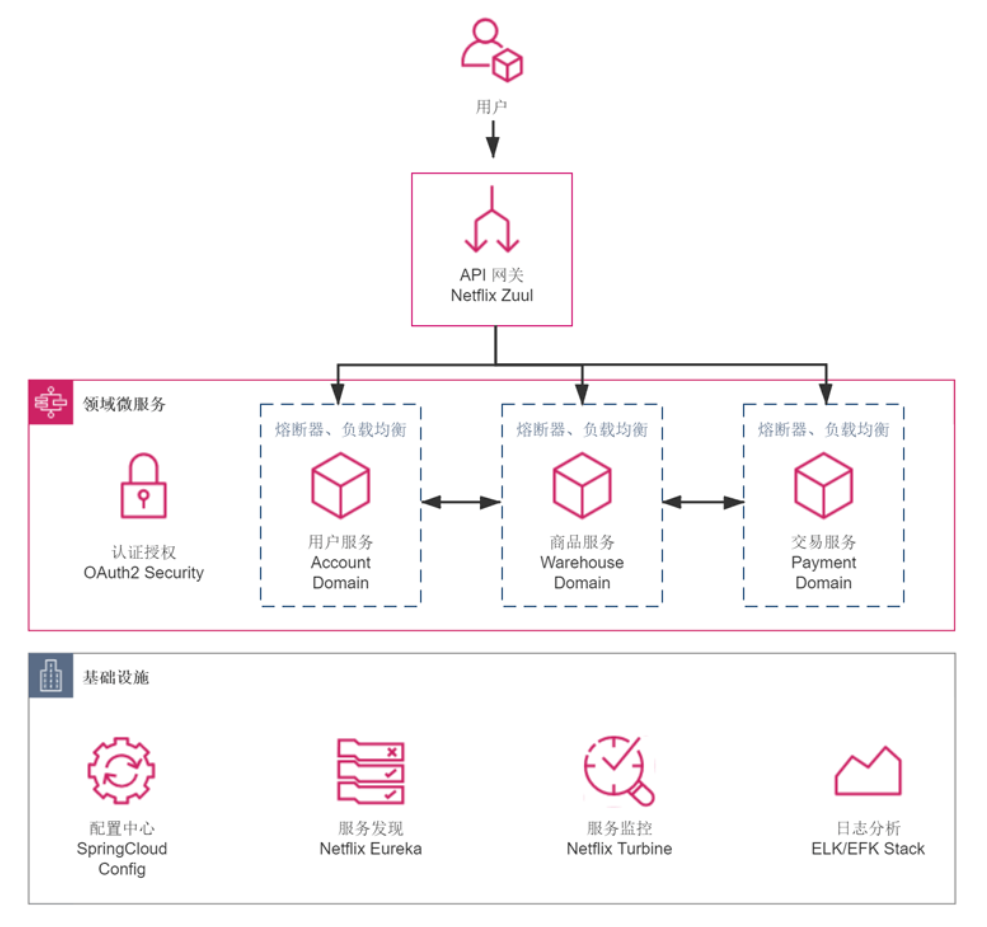 用户
API 网关
Netflix Zuul
领域微服务
熔断器、负载均衡
熔断器、负载均衡
熔断器、负载均衡
认证授权
OAuth2 Security
用户服务
Account
Domain
商品服务
Warehouse
Domain
交易服务
Payment
Domain
基础设施
配置中心
SpringCloud
Config
服务发现
Netflix Eureka
服务监控
Netflix Turbine
日志分析
ELK/EFK Stack